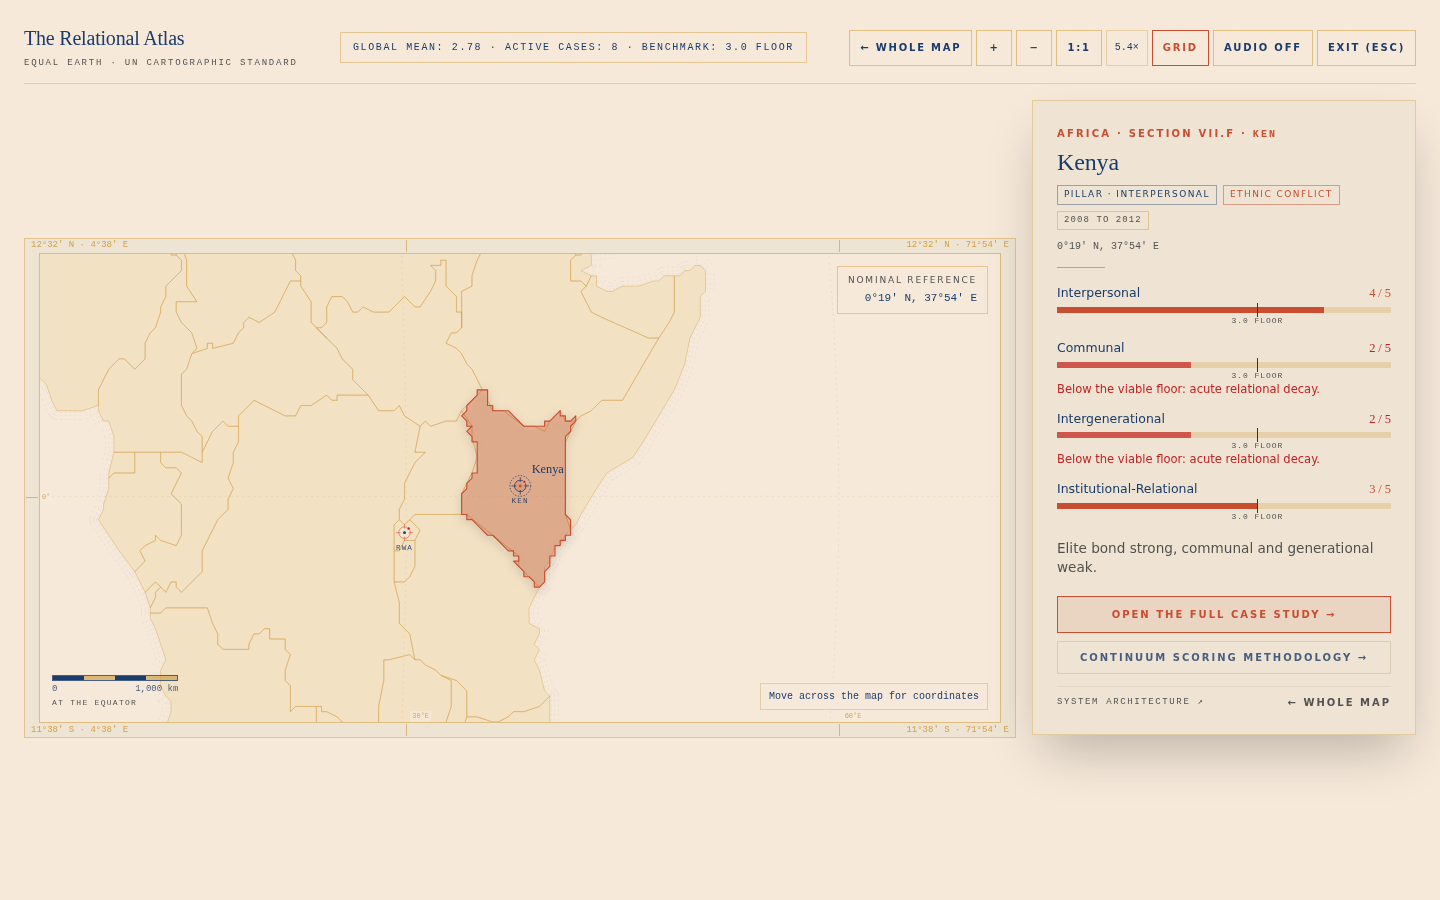 The Relational Atlas
EQUAL EARTH · UN CARTOGRAPHIC STANDARD
GLOBAL MEAN: 2.78 · ACTIVE CASES: 8 · BENCHMARK: 3.0 FLOOR
← WHOLE MAP
+
−
1:1
5.4×
GRID
AUDIO OFF
EXIT (ESC)
12°32' N · 4°38' E
12°32' N · 71°54' E
NOMINAL REFERENCE
0°19' N, 37°54' E
Kenya
KEN
0°
RWA
0
1,000 km
AT THE EQUATOR
Move across the map for coordinates
30°E
60°E
11°38' S · 4°38' E
11°38' S · 71°54' E
AFRICA · SECTION VII.F · KEN
Kenya
PILLAR · INTERPERSONAL
ETHNIC CONFLICT
2008 TO 2012
0°19' N, 37°54' E
Interpersonal
4 / 5
3.0 FLOOR
Communal
2 / 5
3.0 FLOOR
Below the viable floor: acute relational decay.
Intergenerational
2 / 5
3.0 FLOOR
Below the viable floor: acute relational decay.
Institutional-Relational
3 / 5
3.0 FLOOR
Elite bond strong, communal and generational
weak.
OPEN THE FULL CASE STUDY →
CONTINUUM SCORING METHODOLOGY →
SYSTEM ARCHITECTURE ↗
← WHOLE MAP